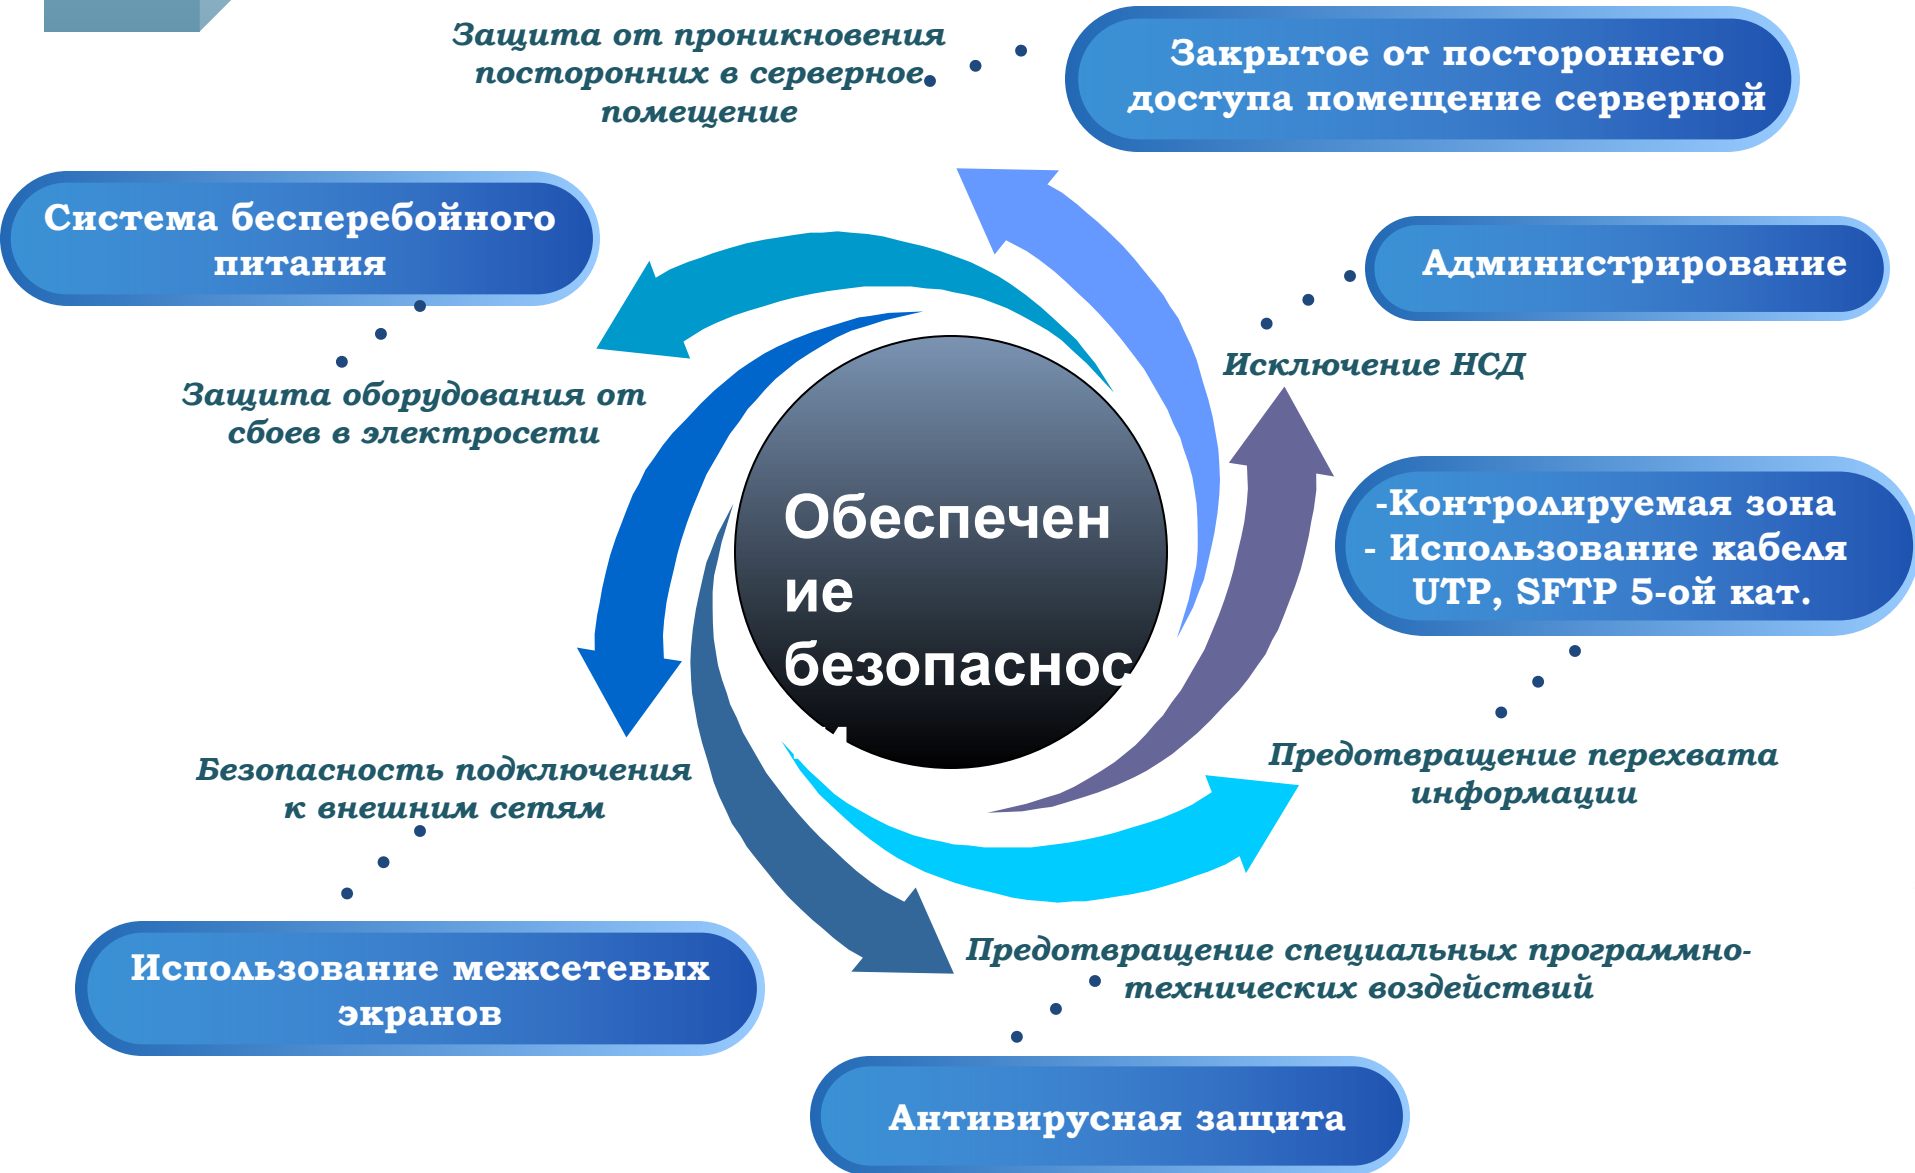 Защита от проникновения
посторонних в серверное
помещение
Закрытое от постороннего
доступа помещение серверной
Система бесперебойного
питания
Администрирование
Защита оборудования от
сбоев в электросети
Исключение НСД
Обеспечен
ие
безопаснос
-Контролируемая зона
- Использование кабеля
UTP, SFTP 5-ой кат.
Безопасность подключения
к внешним сетям
Предотвращение перехвата
информации
Использование межсетевых
экранов
Предотвращение специальных программно-
технических воздействий
Антивирусная защита